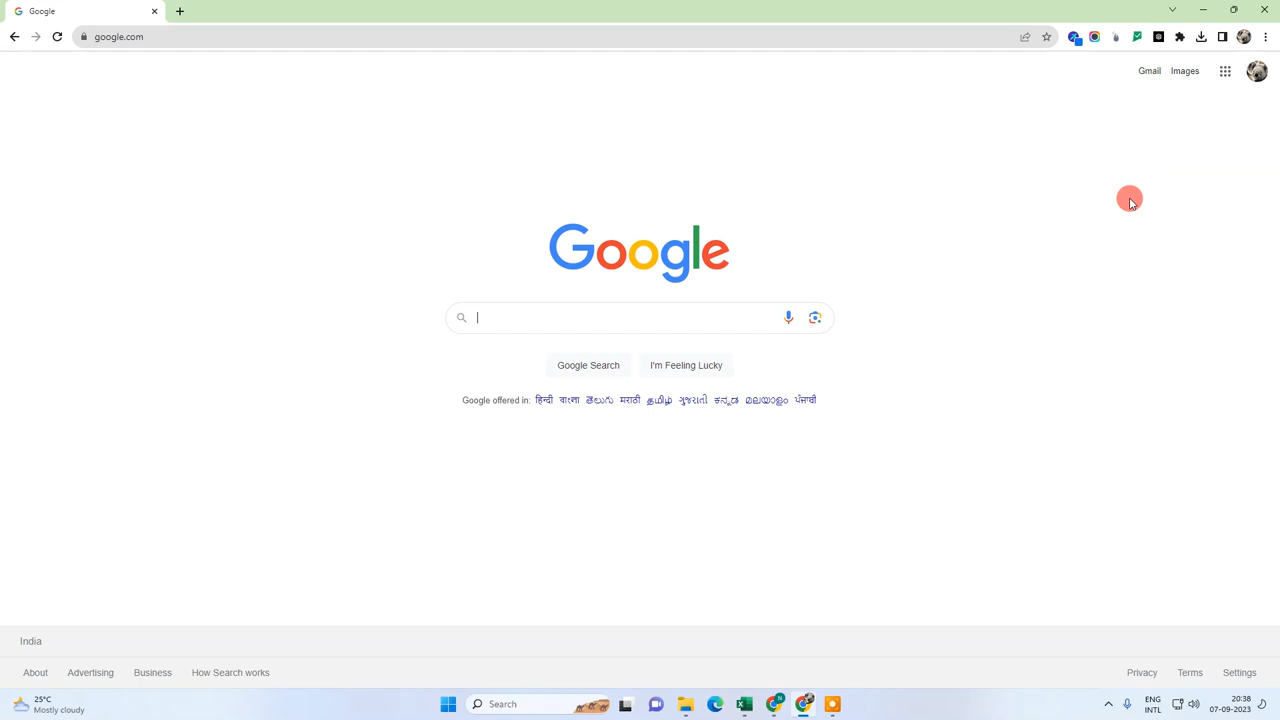 Google
google.com
Gmail Images
Google
Google Search I'm Feeling Lucky
Google offered in: हिन्दी বাংলা తెలుగు मराठी தமிழ் ગુજરાતી ಕನ್ನಡ മലയാളം ਪੰਜਾਬੀ
India
About Advertising Business How Search works Privacy Terms Settings
25°C
Mostly cloudy
Search
ENG
INTL
20:38
07-09-2023